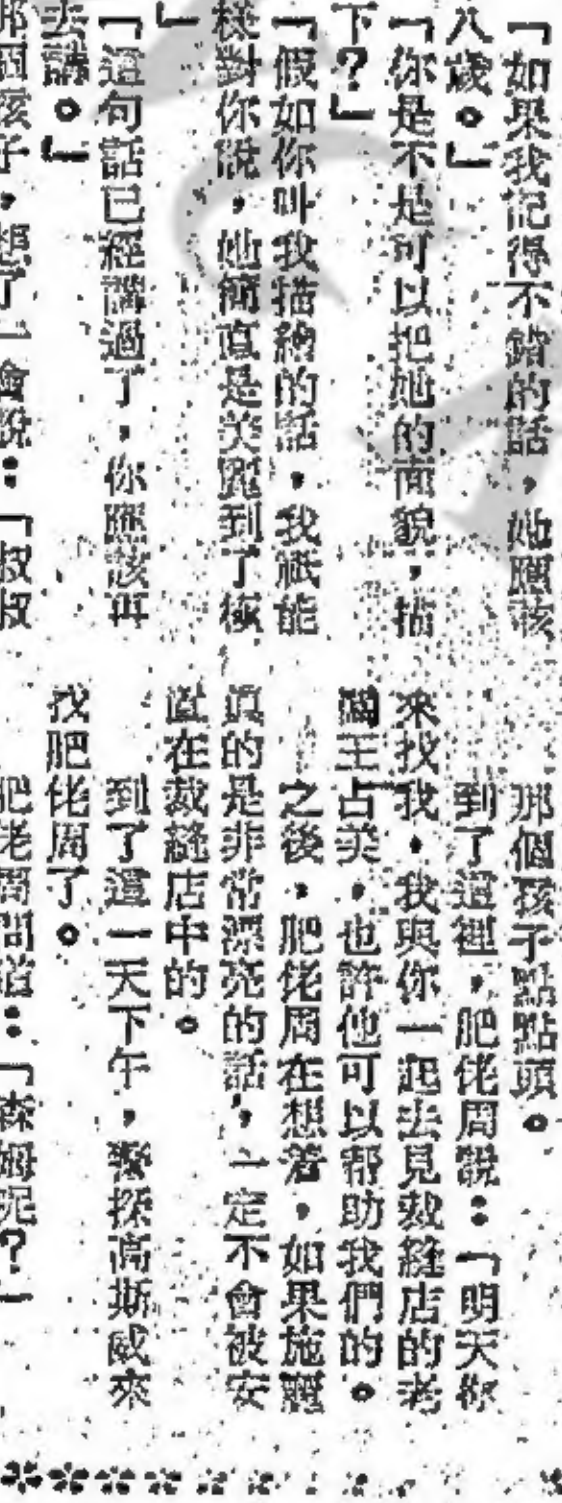 「如果我記得不錯的話，她應該
八歲。」
「你是不是可以把她的面貌，描
下？」
「假如你叫我描繪的話，我祇能
樣對你說，她簡直是美麗到了極
」
「這句話已經講過了，你應該再
去講。」
那個孩子，想了一會說：「叔叔
那個孩子點點頭。
到了這裡，肥佬周說：「明天你
來找我，我與你一起去見裁縫店的老
闆王占美，也許他可以帮助我們的。
之後，肥佬周在想着，如果施麗
真的是非常漂亮的話，一定不會被安
置在裁縫店中的。
到了這一天下午，警探高斯威來
找肥佬周了。
肥佬周問道：「森姆呢？」